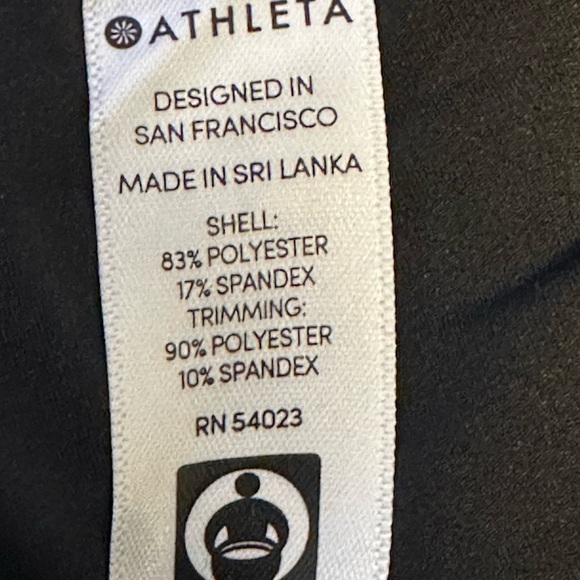 ATHLETA
DESIGNED IN
SAN FRANCISCO
MADE IN SRI LANKA
SHELL:
83% POLYESTER
17% SPANDEX
TRIMMING:
90% POLYESTER
10% SPANDEX
RN 54023